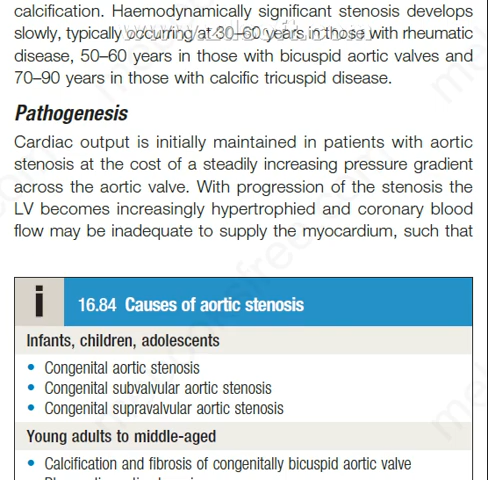 calcification. Haemodynamically significant stenosis develops
slowly, typically occurring at 30–60 years in those with rheumatic
disease, 50–60 years in those with bicuspid aortic valves and
70–90 years in those with calcific tricuspid disease.
Pathogenesis
Cardiac output is initially maintained in patients with aortic
stenosis at the cost of a steadily increasing pressure gradient
across the aortic valve. With progression of the stenosis the
LV becomes increasingly hypertrophied and coronary blood
flow may be inadequate to supply the myocardium, such that
i 16.84 Causes of aortic stenosis
Infants, children, adolescents
• Congenital aortic stenosis
• Congenital subvalvular aortic stenosis
• Congenital supravalvular aortic stenosis
Young adults to middle-aged
• Calcification and fibrosis of congenitally bicuspid aortic valve